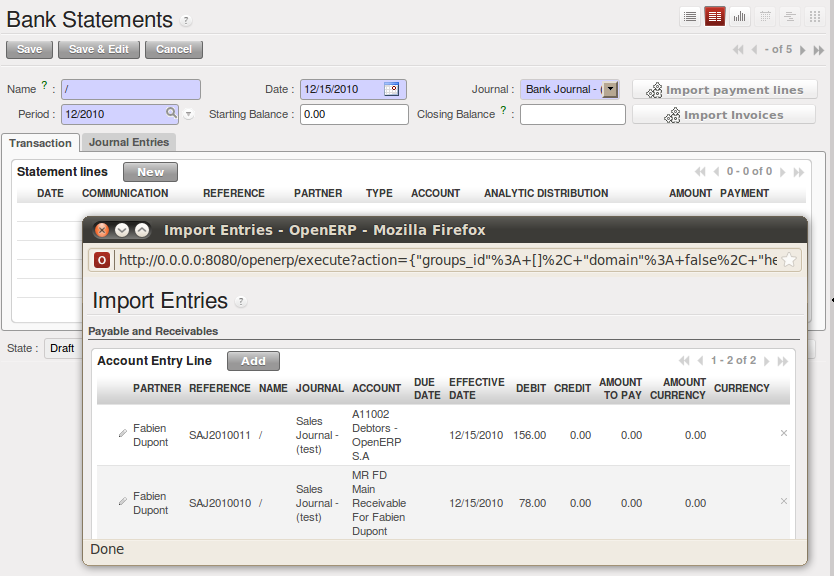 Bank Statements ?
Save Save & Edit Cancel - of 5
Name ? : / Date : 12/15/2010 Journal : Bank Journal - ( Import payment lines
Period : 12/2010 Starting Balance : 0.00 Closing Balance ? : Import Invoices
Transaction Journal Entries
Statement lines New 0 - 0 of 0
DATE COMMUNICATION REFERENCE PARTNER TYPE ACCOUNT ANALYTIC DISTRIBUTION AMOUNT PAYMENT
State : Draft
Import Entries - OpenERP - Mozilla Firefox
http://0.0.0.0:8080/openerp/execute?action={"groups_id"%3A+[]%2C+"domain"%3A+false%2C+"he
Import Entries ?
Payable and Receivables
Account Entry Line Add 1 - 2 of 2
PARTNER REFERENCE NAME JOURNAL ACCOUNT DUE DATE EFFECTIVE DATE DEBIT CREDIT AMOUNT TO PAY AMOUNT CURRENCY CURRENCY
Fabien Dupont SAJ2010011 / Sales Journal - (test) A11002 Debtors - OpenERP S.A 12/15/2010 156.00 0.00 0.00 0.00
Fabien Dupont SAJ2010010 / Sales Journal - (test) MR FD Main Receivable For Fabien Dupont 12/15/2010 78.00 0.00 0.00 0.00
Done